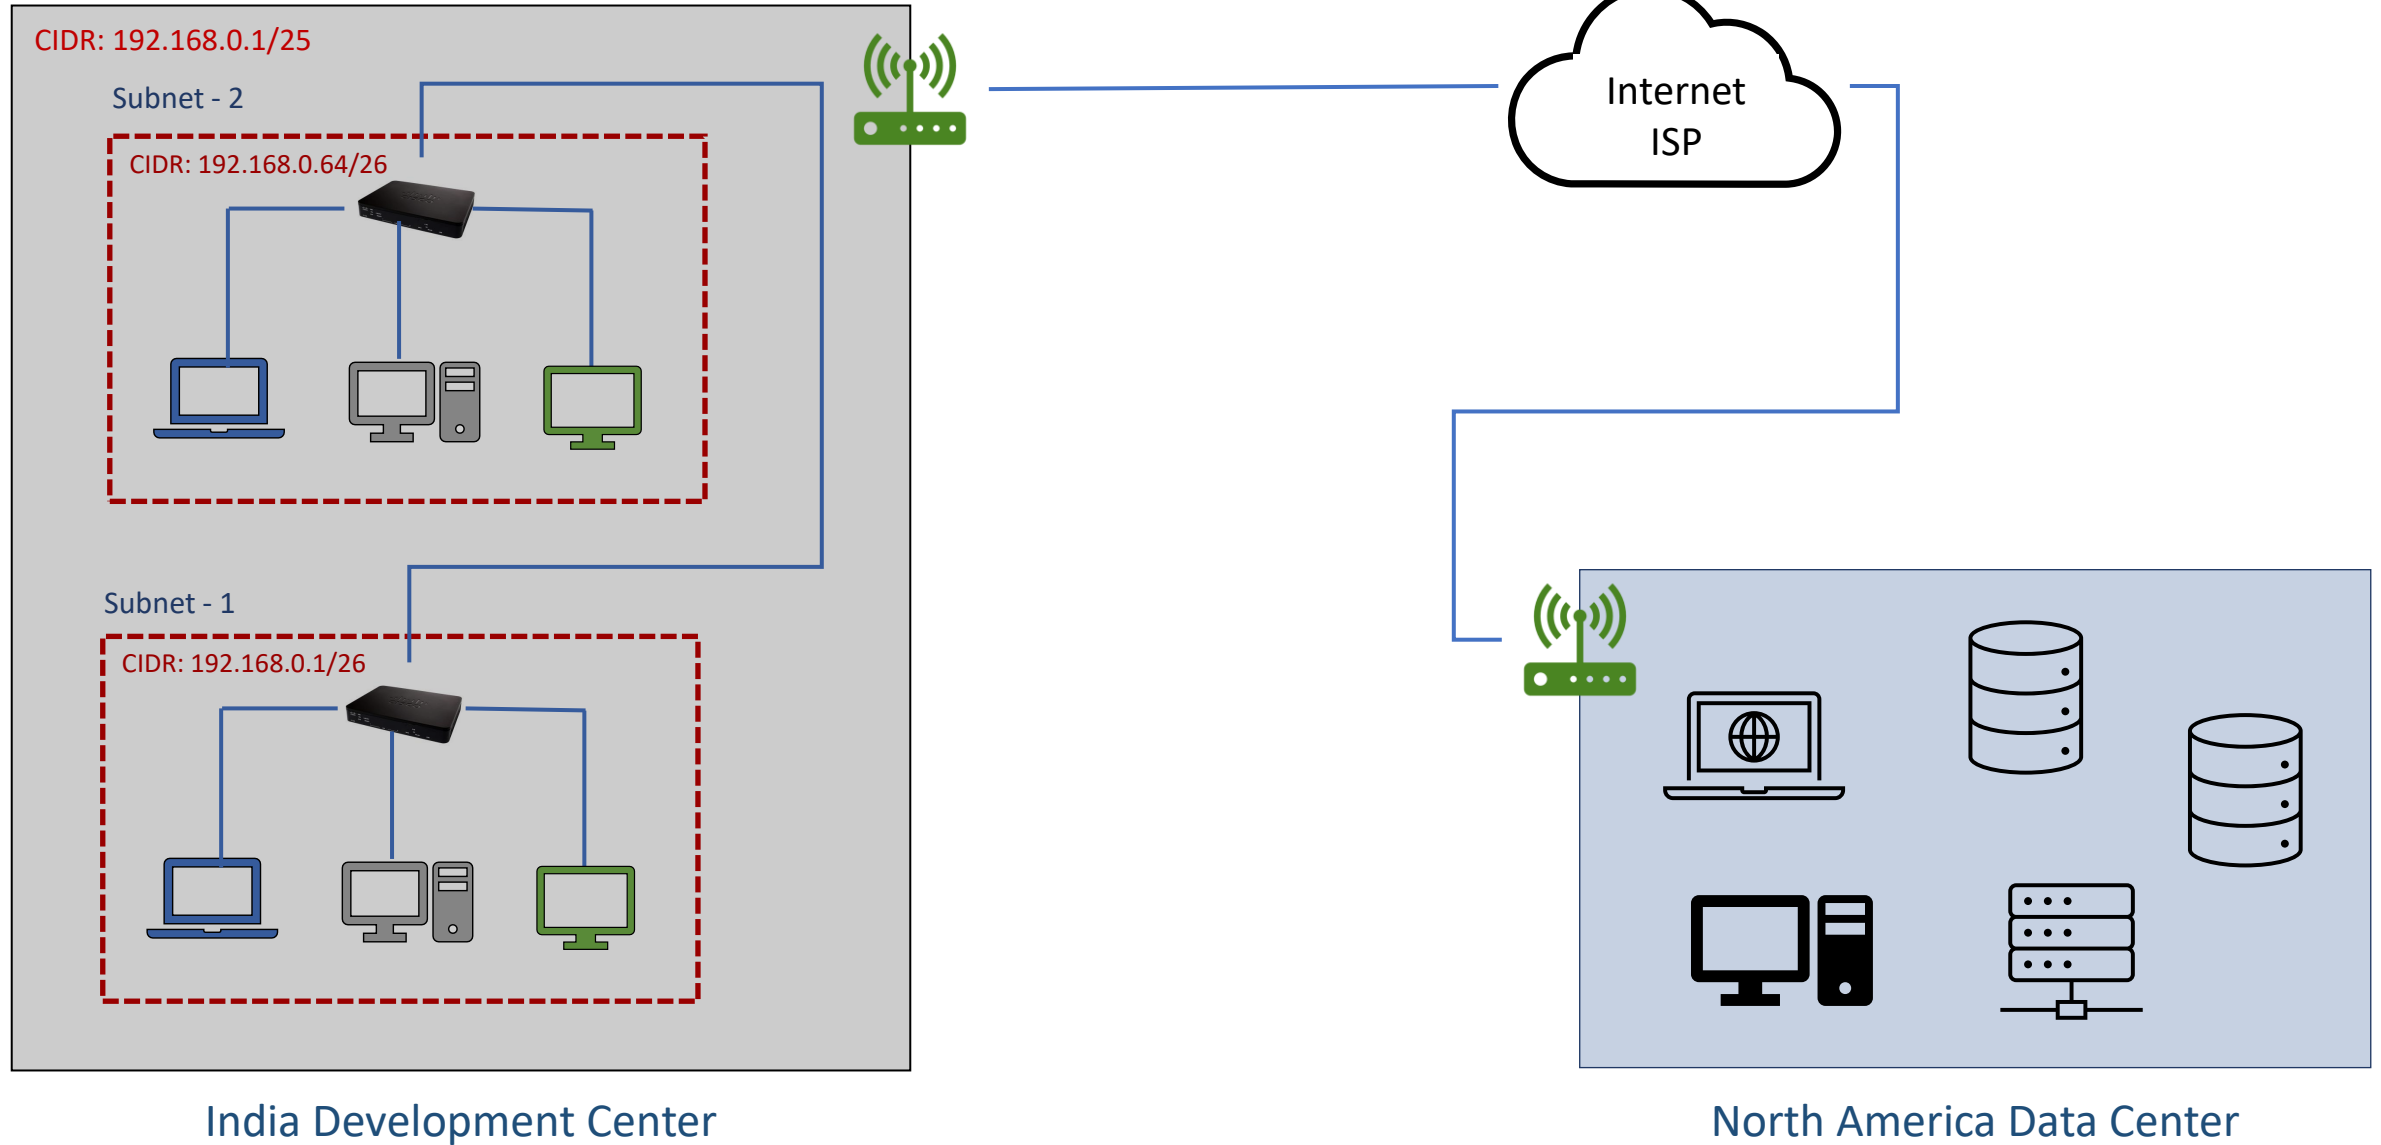 CIDR: 192.168.0.1/25
Subnet - 2
CIDR: 192.168.0.64/26
Subnet - 1
CIDR: 192.168.0.1/26
India Development Center
Internet
ISP
North America Data Center